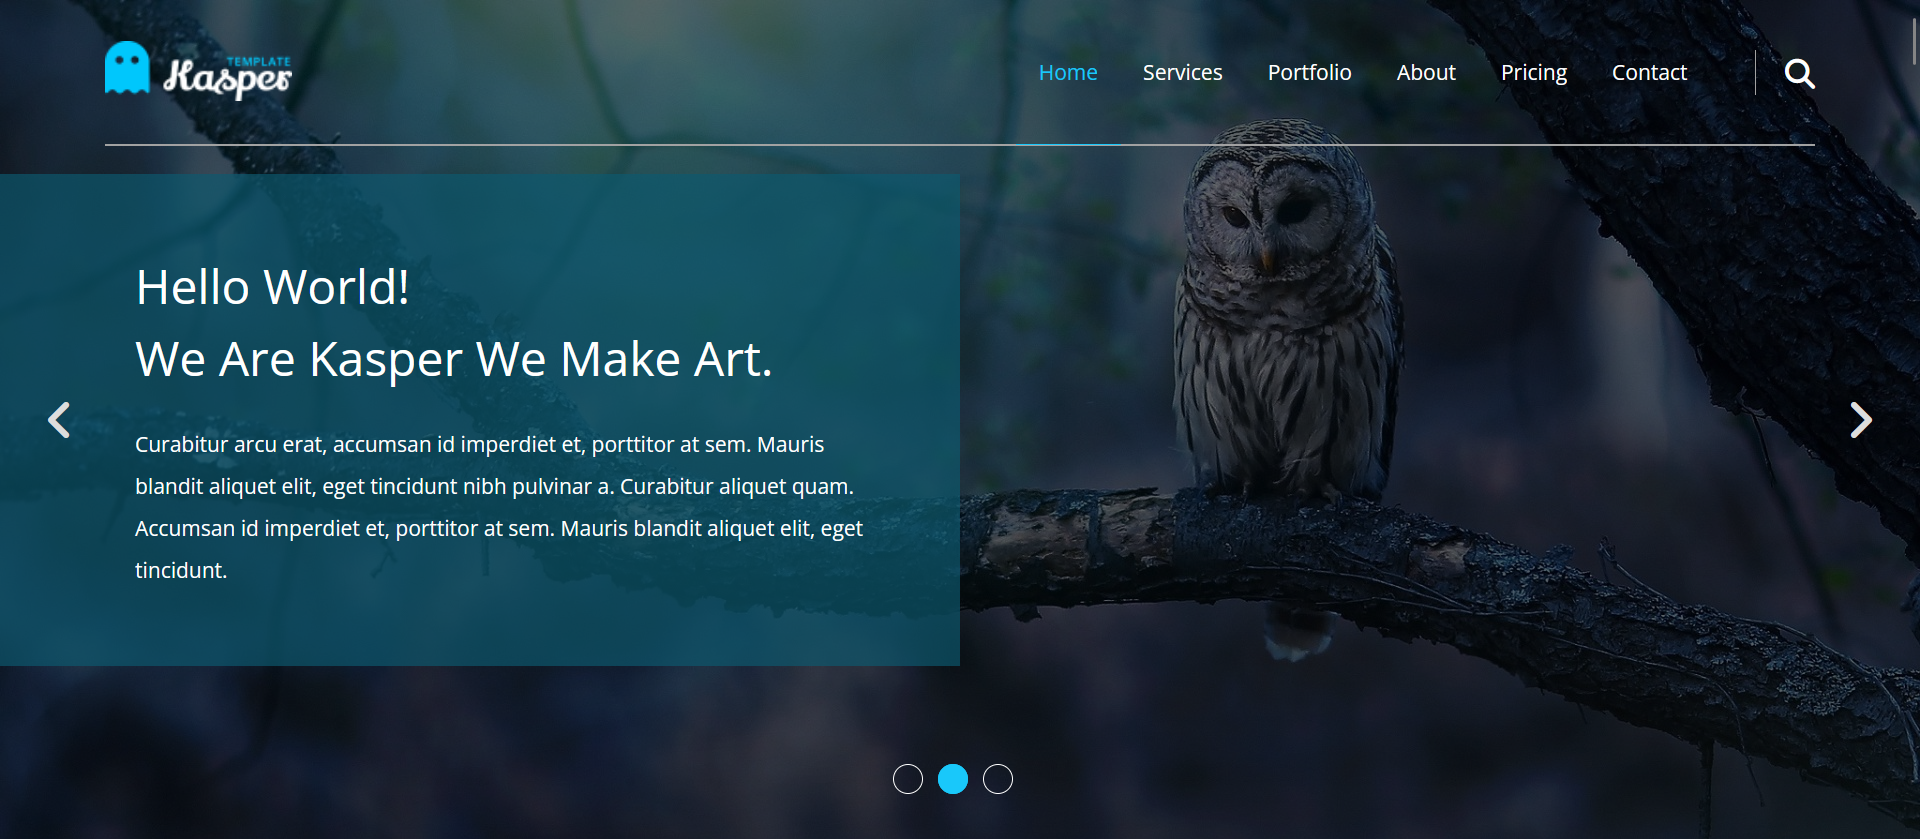 TEMPLATE
Kasper
Home Services Portfolio About Pricing Contact
Hello World!
We Are Kasper We Make Art.
Curabitur arcu erat, accumsan id imperdiet et, porttitor at sem. Mauris
blandit aliquet elit, eget tincidunt nibh pulvinar a. Curabitur aliquet quam.
Accumsan id imperdiet et, porttitor at sem. Mauris blandit aliquet elit, eget
tincidunt.